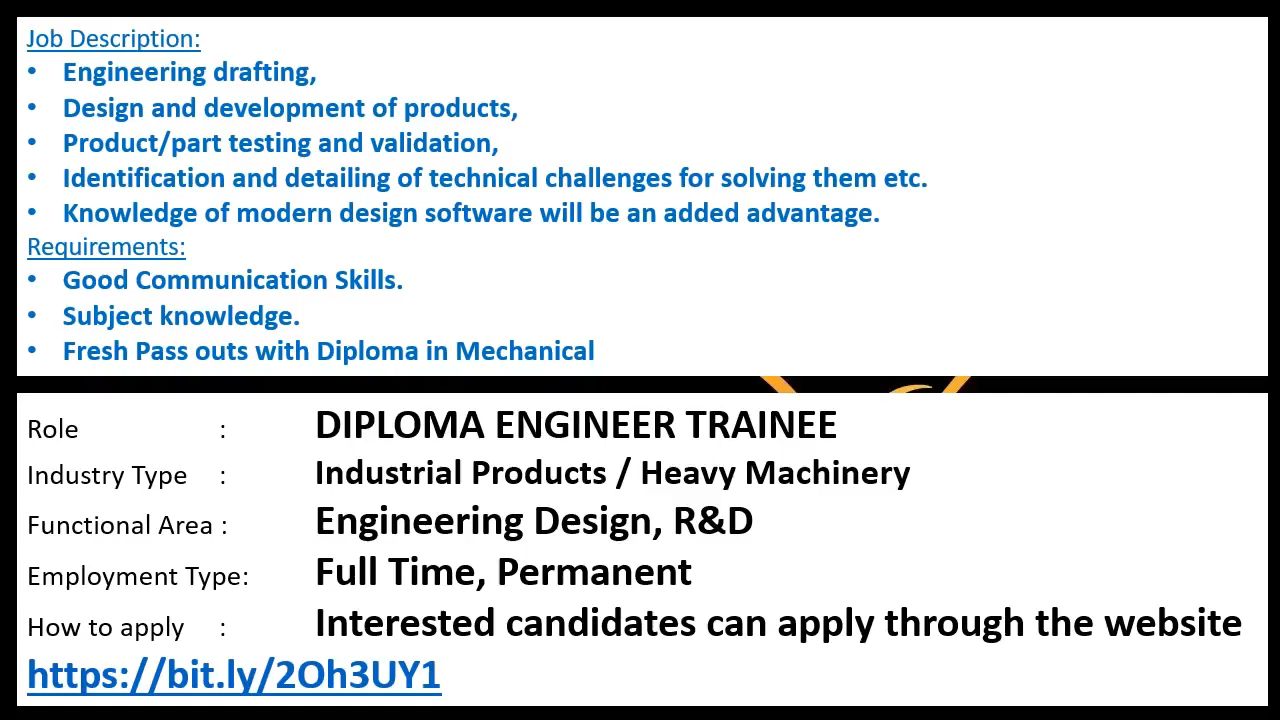 Job Description:
• Engineering drafting,
• Design and development of products,
• Product/part testing and validation,
• Identification and detailing of technical challenges for solving them etc.
• Knowledge of modern design software will be an added advantage.
Requirements:
• Good Communication Skills.
• Subject knowledge.
• Fresh Pass outs with Diploma in Mechanical
Role : DIPLOMA ENGINEER TRAINEE
Industry Type : Industrial Products / Heavy Machinery
Functional Area : Engineering Design, R&D
Employment Type: Full Time, Permanent
How to apply : Interested candidates can apply through the website
https://bit.ly/2Oh3UY1